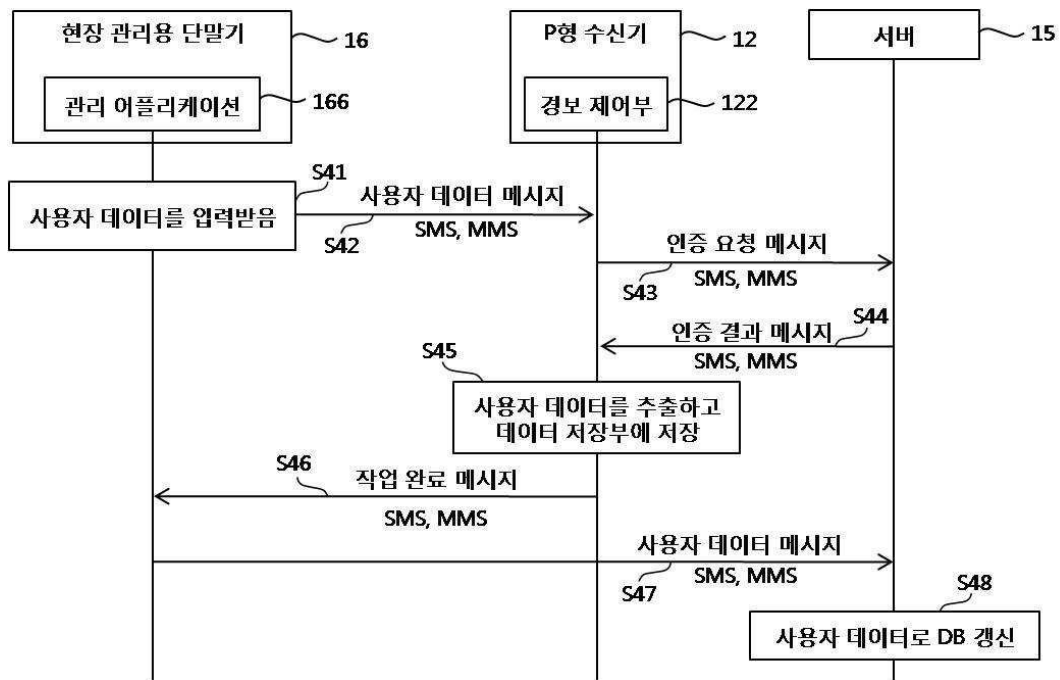 현장 관리용 단말기
16
P형 수신기
12
서버
15
관리 어플리케이션
166
경보 제어부
122
S41
사용자 데이터를 입력받음
사용자 데이터 메시지
S42
SMS, MMS
인증 요청 메시지
S43
SMS, MMS
인증 결과 메시지
S44
SMS, MMS
S45
사용자 데이터를 추출하고
데이터 저장부에 저장
S46
작업 완료 메시지
SMS, MMS
사용자 데이터 메시지
S47
SMS, MMS
S48
사용자 데이터로 DB 갱신